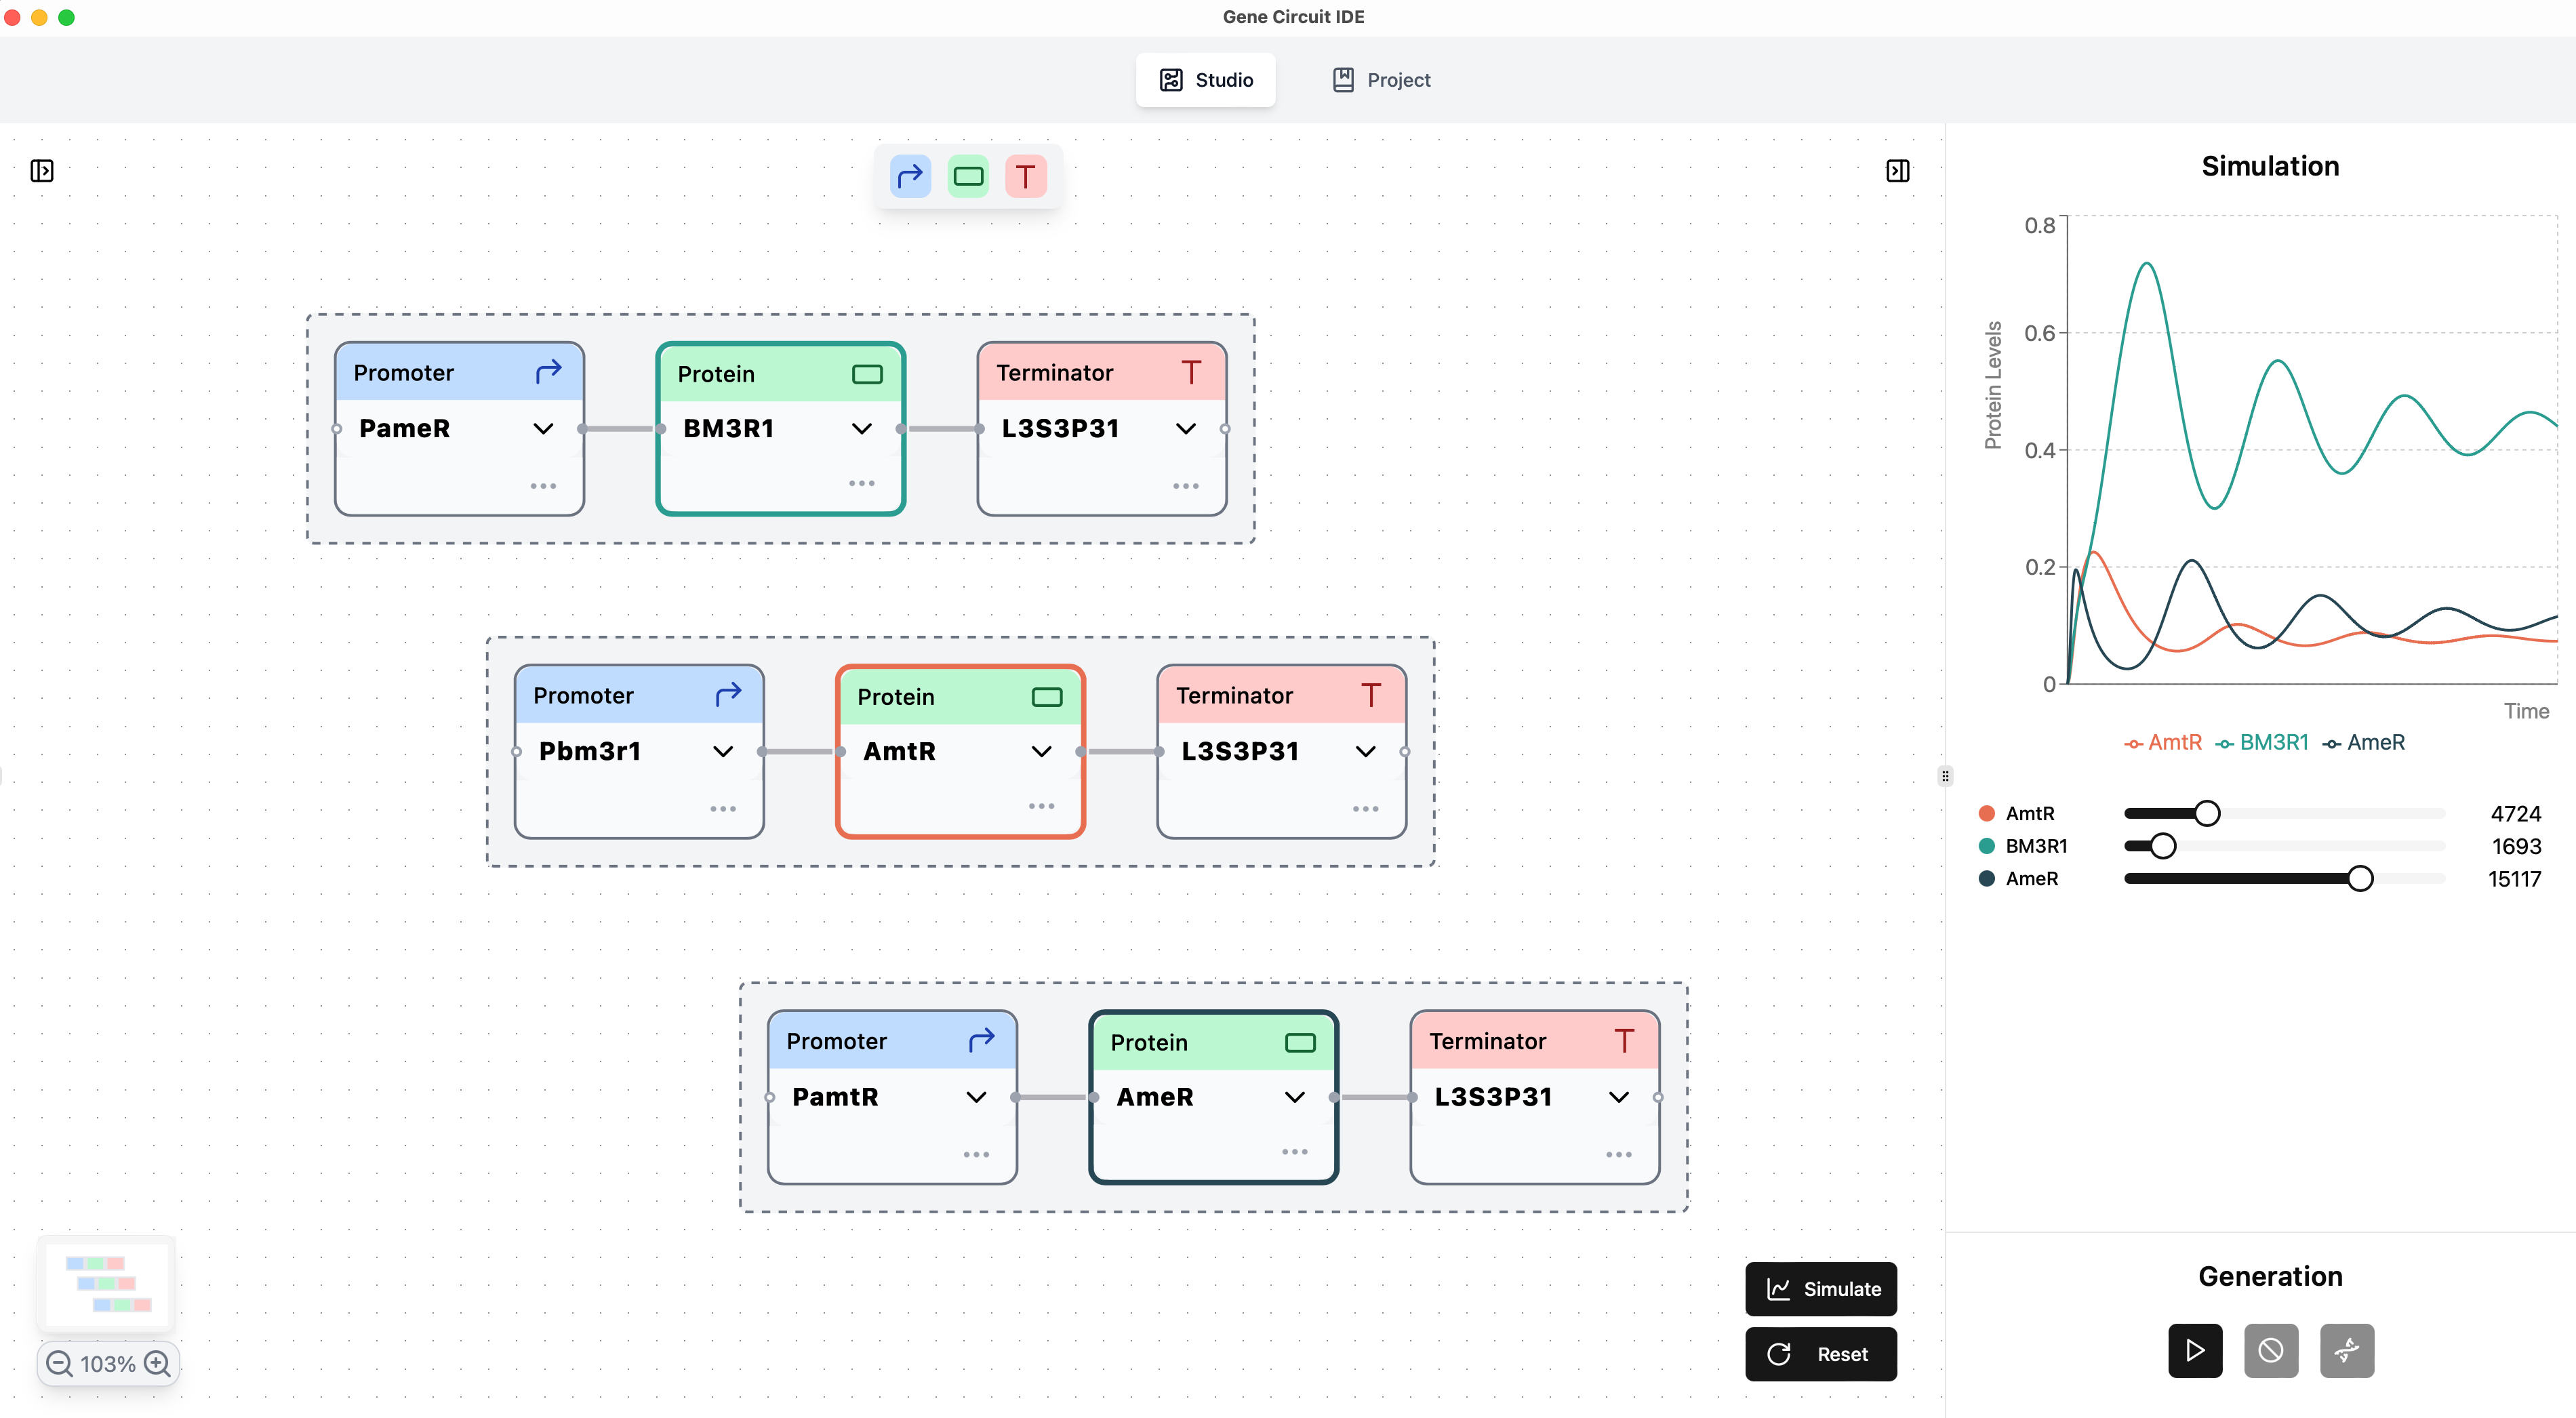 Gene Circuit IDE
Studio Project
Promoter Protein Terminator
PameR BM3R1 L3S3P31
Promoter Protein Terminator
Pbm3r1 AmtR L3S3P31
Promoter Protein Terminator
PamtR AmeR L3S3P31
103%
Simulate
Reset
Simulation
0.8
0.6
0.4
0.2
0
Protein Levels
Time
AmtR BM3R1 AmeR
AmtR 4724
BM3R1 1693
AmeR 15117
Generation